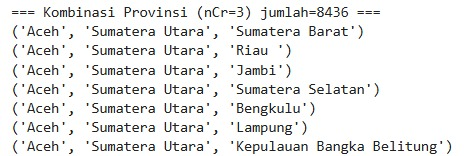 === Kombinasi Provinsi (nCr=3) jumlah=8436 ===
('Aceh', 'Sumatera Utara', 'Sumatera Barat')
('Aceh', 'Sumatera Utara', 'Riau ')
('Aceh', 'Sumatera Utara', 'Jambi')
('Aceh', 'Sumatera Utara', 'Sumatera Selatan')
('Aceh', 'Sumatera Utara', 'Bengkulu')
('Aceh', 'Sumatera Utara', 'Lampung')
('Aceh', 'Sumatera Utara', 'Kepulauan Bangka Belitung')